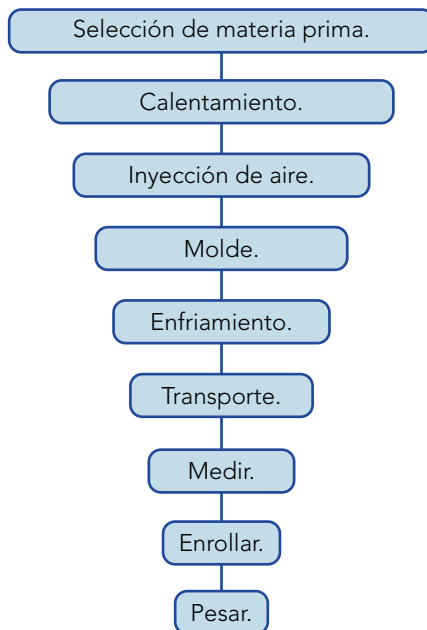 Selección de materia prima.
Calentamiento.
Inyección de aire.
Molde.
Enfriamiento.
Transporte.
Medir.
Enrollar.
Pesar.